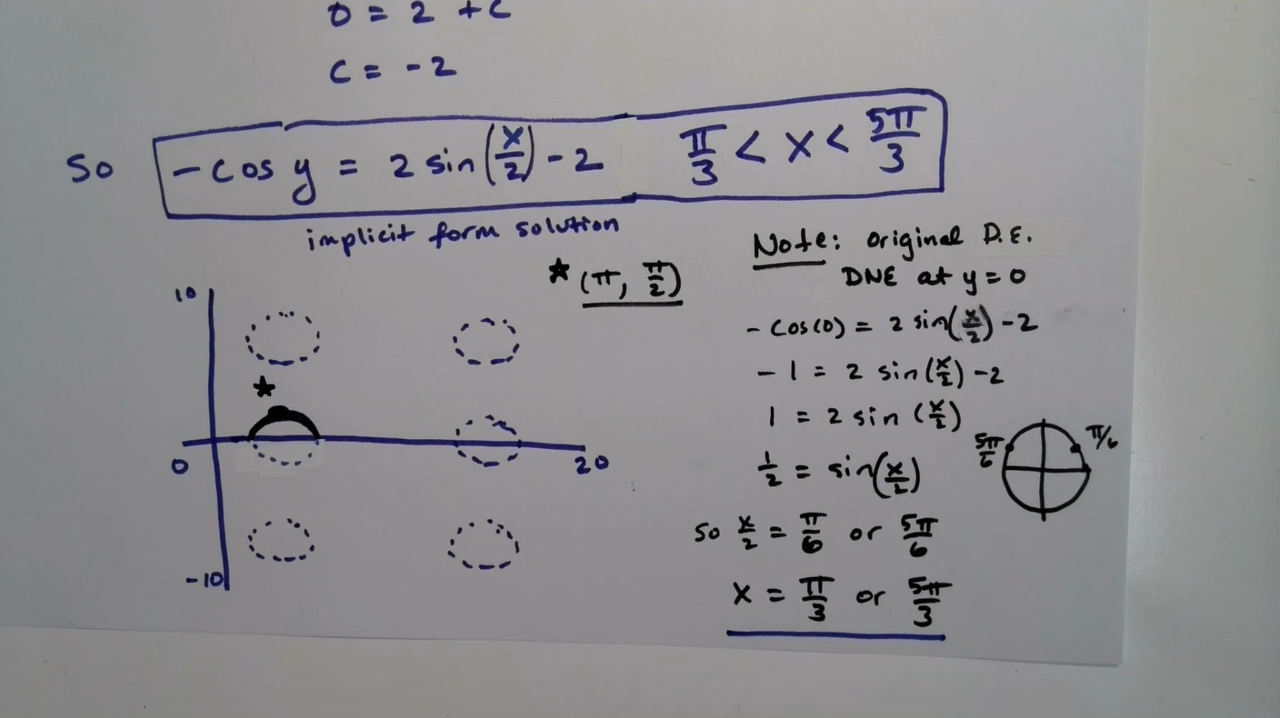 0 = 2 + C
C = -2
So -cos y = 2 sin(x/2) - 2 π/3 < x < 5π/3
implicit form solution
★ (π, π/2)
10
★
0
20
-10
Note: original D.E.
DNE at y = 0
- cos(0) = 2 sin(x/2) - 2
- 1 = 2 sin(x/2) - 2
1 = 2 sin (x/2)
1/2 = sin(x/2)
5π/6 π/6
so x/2 = π/6 or 5π/6
x = π/3 or 5π/3